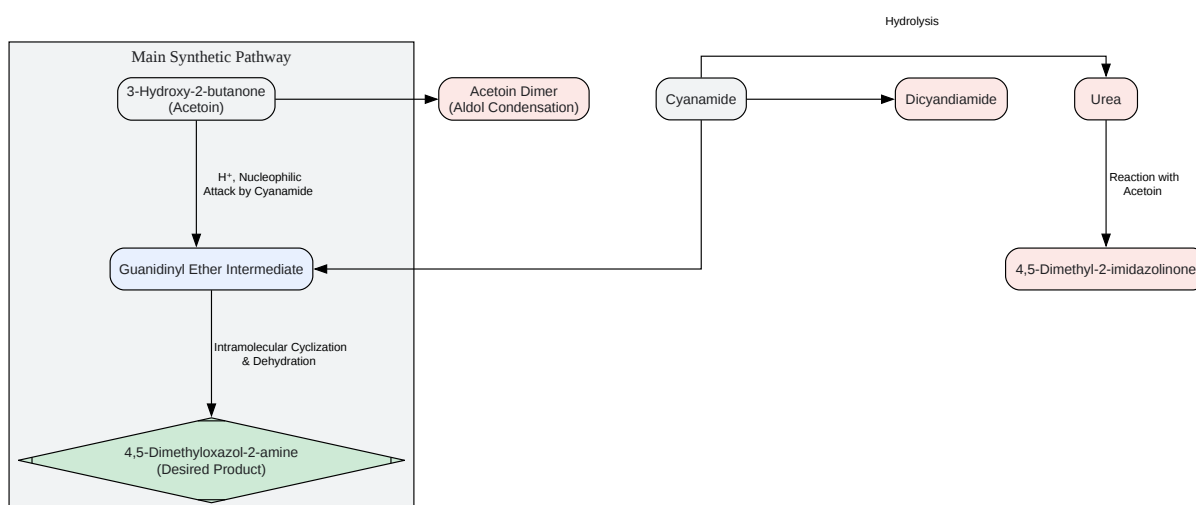 Hydrolysis
Main Synthetic Pathway
3-Hydroxy-2-butanone
(Acetoin)
Acetoin Dimer
(Aldol Condensation)
Cyanamide
Dicyandiamide
Urea
H⁺, Nucleophilic
Attack by Cyanamide
Reaction with
Acetoin
Guanidinyl Ether Intermediate
4,5-Dimethyl-2-imidazolinone
Intramolecular Cyclization
& Dehydration
4,5-Dimethyloxazol-2-amine
(Desired Product)